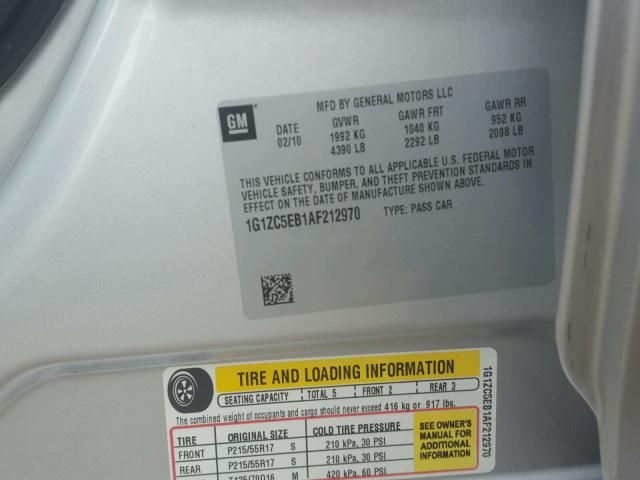 GM
MFD BY GENERAL MOTORS LLC
DATE GVWR GAWR FRT GAWR RR
02/10 1992 KG 1040 KG 952 KG
4390 LB 2292 LB 2098 LB
THIS VEHICLE CONFORMS TO ALL APPLICABLE U.S. FEDERAL MOTOR
VEHICLE SAFETY, BUMPER, AND THEFT PREVENTION STANDARDS IN
EFFECT ON THE DATE OF MANUFACTURE SHOWN ABOVE.
1G1ZC5EB1AF212970 TYPE: PASS CAR
TIRE AND LOADING INFORMATION
SEATING CAPACITY TOTAL 5 FRONT 2 REAR 3
The combined weight of occupants and cargo should never exceed 416 kg or 917 lbs.
TIRE ORIGINAL SIZE COLD TIRE PRESSURE
FRONT P215/55R17 S 210 kPa, 30 PSI
REAR P215/55R17 S 210 kPa, 30 PSI
T125/70D16 M 420 kPa, 60 PSI
SEE OWNER'S
MANUAL FOR
ADDITIONAL
INFORMATION
1G1ZC5EB1AF212970